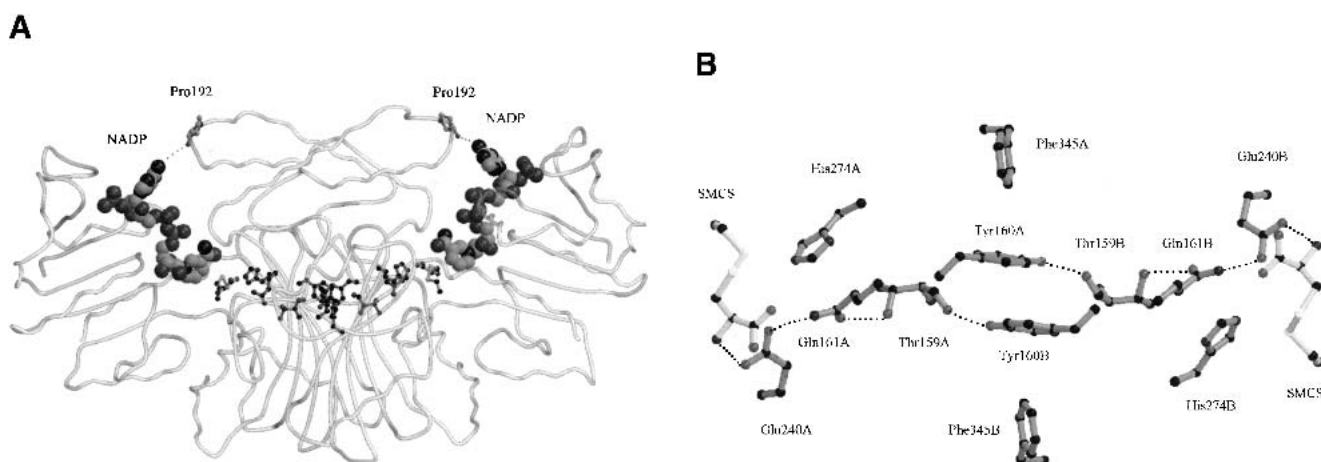 A
Pro192
Pro192
NADP
NADP
B
Phe345A
Glu240B
His274A
SMCS
Tyr160A
Thr159B
Gln161B
Gln161A
Thr159A
Tyr160B
Glu240A
Phe345B
His274B
SMCS